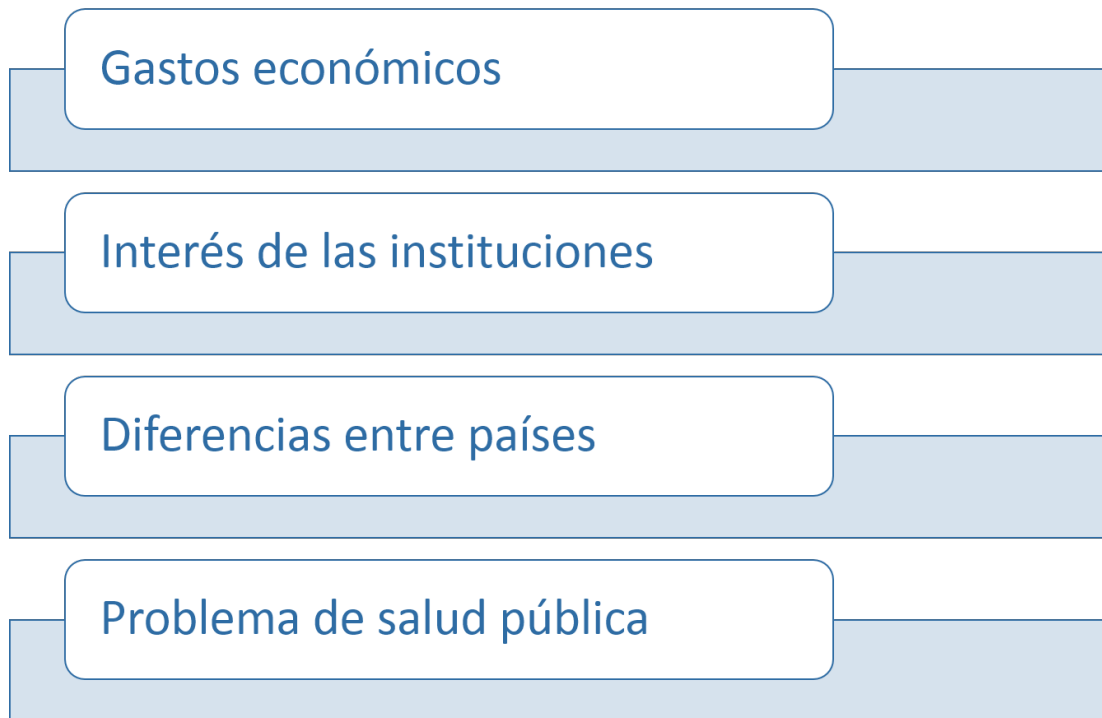 Gastos económicos
Interés de las instituciones
Diferencias entre países
Problema de salud pública